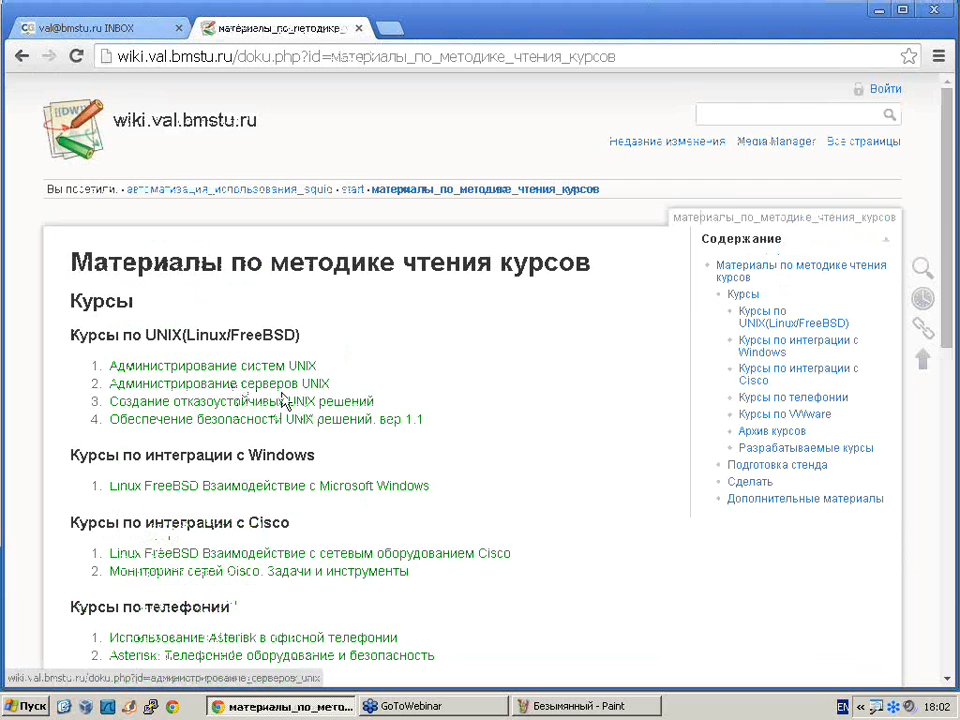 val@bmstu.ru INBOX
материалы_по_методике_
wiki.val.bmstu.ru/doku.php?id=материалы_по_методике_чтения_курсов
Войти
wiki.val.bmstu.ru
Недавние изменения Media Manager Все страницы
Вы посетили: • автоматизация_использования_squid • start • материалы_по_методике_чтения_курсов
материалы_по_методике_чтения_курсов
Содержание
Материалы по методике чтения
курсов
Курсы
Курсы по
UNIX(Linux/FreeBSD)
Курсы по интеграции с
Windows
Курсы по интеграции с
Cisco
Курсы по телефонии
Курсы по VMware
Архив курсов
Разрабатываемые курсы
Подготовка стенда
Сделать
Дополнительные материалы
Материалы по методике чтения курсов
Курсы
Курсы по UNIX(Linux/FreeBSD)
1. Администрирование систем UNIX
2. Администрирование серверов UNIX
3. Создание отказоустойчивых UNIX решений
4. Обеспечение безопасности UNIX решений. вер 1.1
Курсы по интеграции с Windows
1. Linux FreeBSD Взаимодействие с Microsoft Windows
Курсы по интеграции с Cisco
1. Linux FreeBSD Взаимодействие с сетевым оборудованием Cisco
2. Мониторинг сетей Cisco. Задачи и инструменты
Курсы по телефонии
1. Использование Asterisk в офисной телефонии
2. Asterisk: Телефонное оборудование и безопасность
wiki.val.bmstu.ru/doku.php?id=администрирование_серверов_unix
Пуск
материалы_по_мето...
GoToWebinar
Безымянный - Paint
EN
18:02